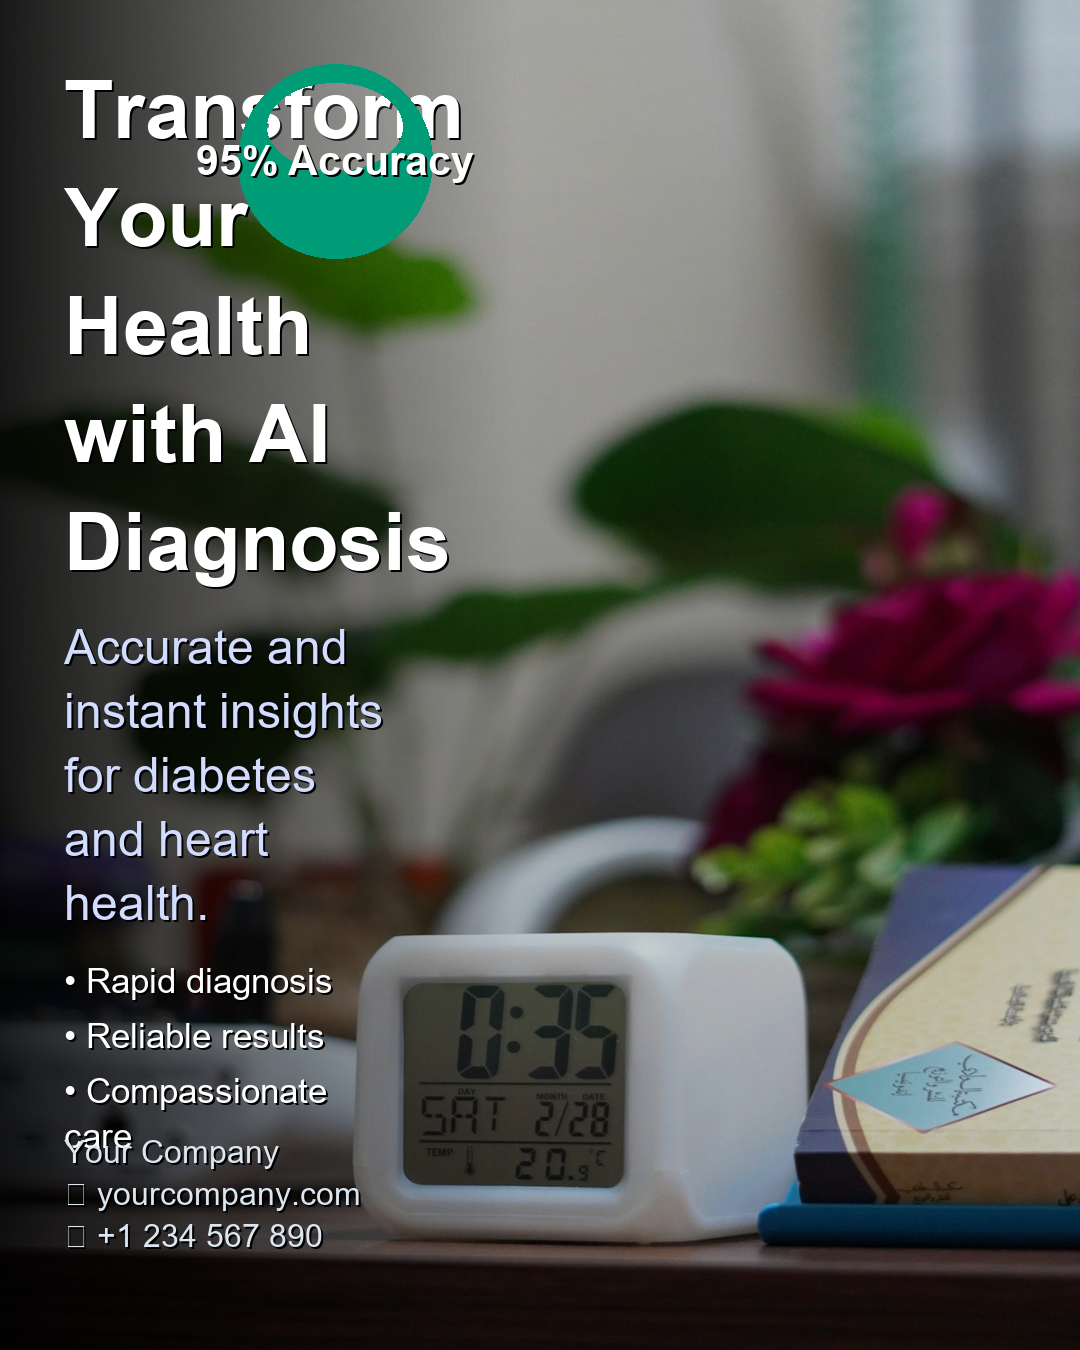 Transform
95% Accuracy
Your
Health
with AI
Diagnosis
Accurate and
instant insights
for diabetes
and heart
health.
• Rapid diagnosis
• Reliable results
• Compassionate
care
Your Company
yourcompany.com
+1 234 567 890
0:35
DAY MONTH DATE
SAT 2/28
TEMP 20.9 °C